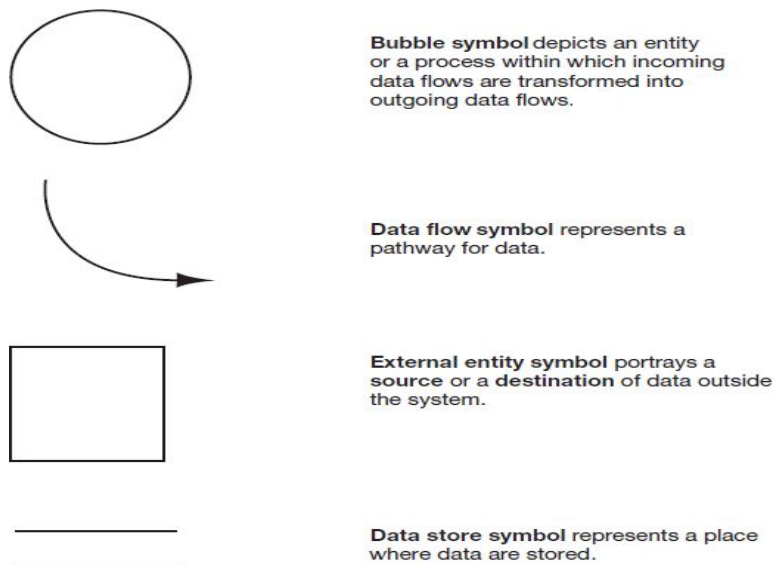 Bubble symbol depicts an entity
or a process within which incoming
data flows are transformed into
outgoing data flows.
Data flow symbol represents a
pathway for data.
External entity symbol portrays a
source or a destination of data outside
the system.
Data store symbol represents a place
where data are stored.